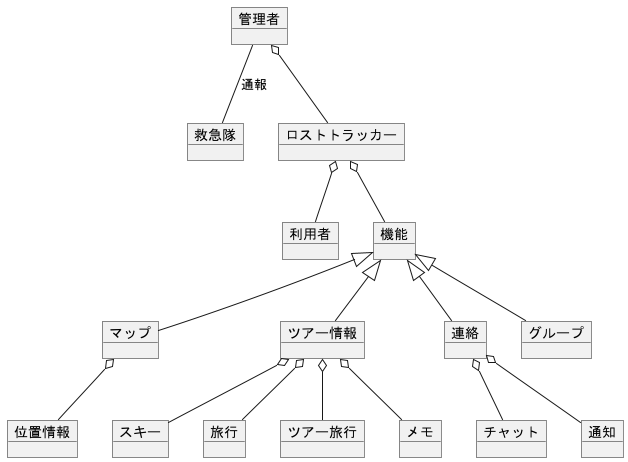 管理者
通報
救急隊
ロストトラッカー
利用者
機能
マップ
ツアー情報
連絡
グループ
位置情報
スキー
旅行
ツアー旅行
メモ
チャット
通知